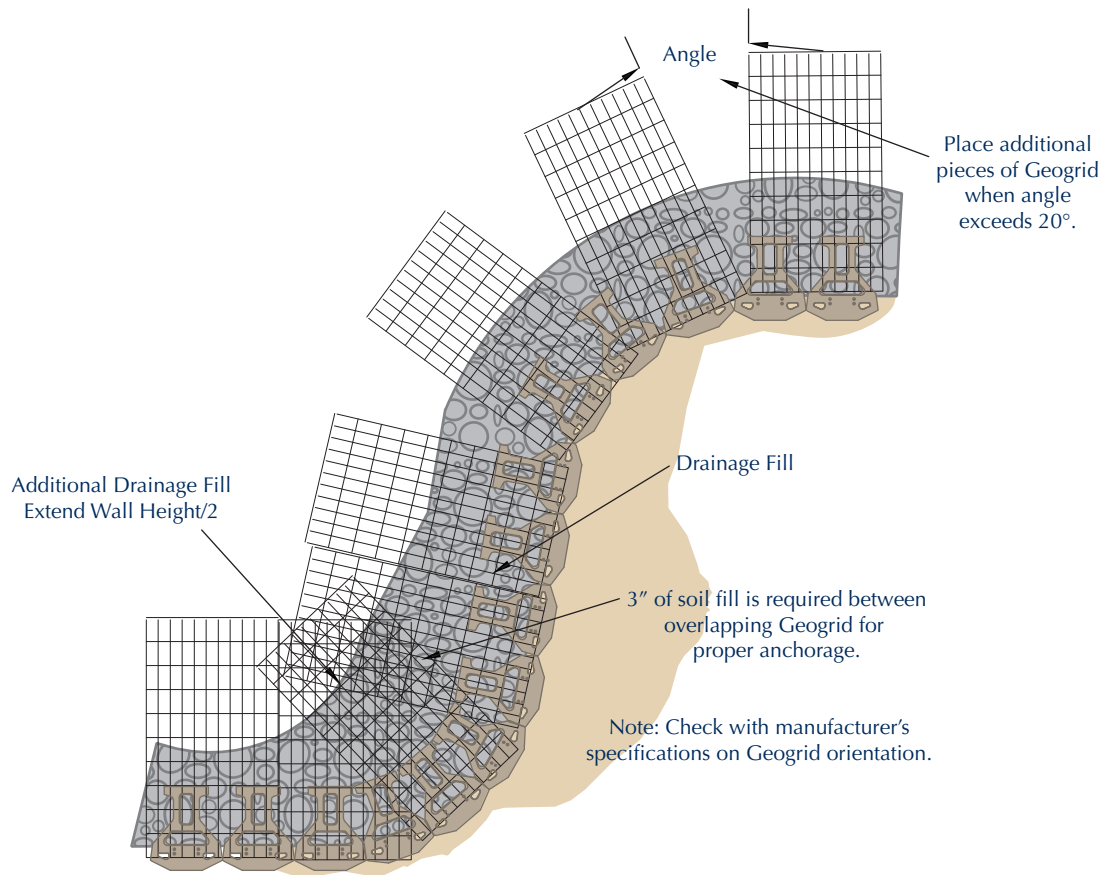 Angle
Place additional
pieces of Geogrid
when angle
exceeds 20°.
Drainage Fill
Additional Drainage Fill
Extend Wall Height/2
3” of soil fill is required between
overlapping Geogrid for
proper anchorage.
Note: Check with manufacturer’s
specifications on Geogrid orientation.